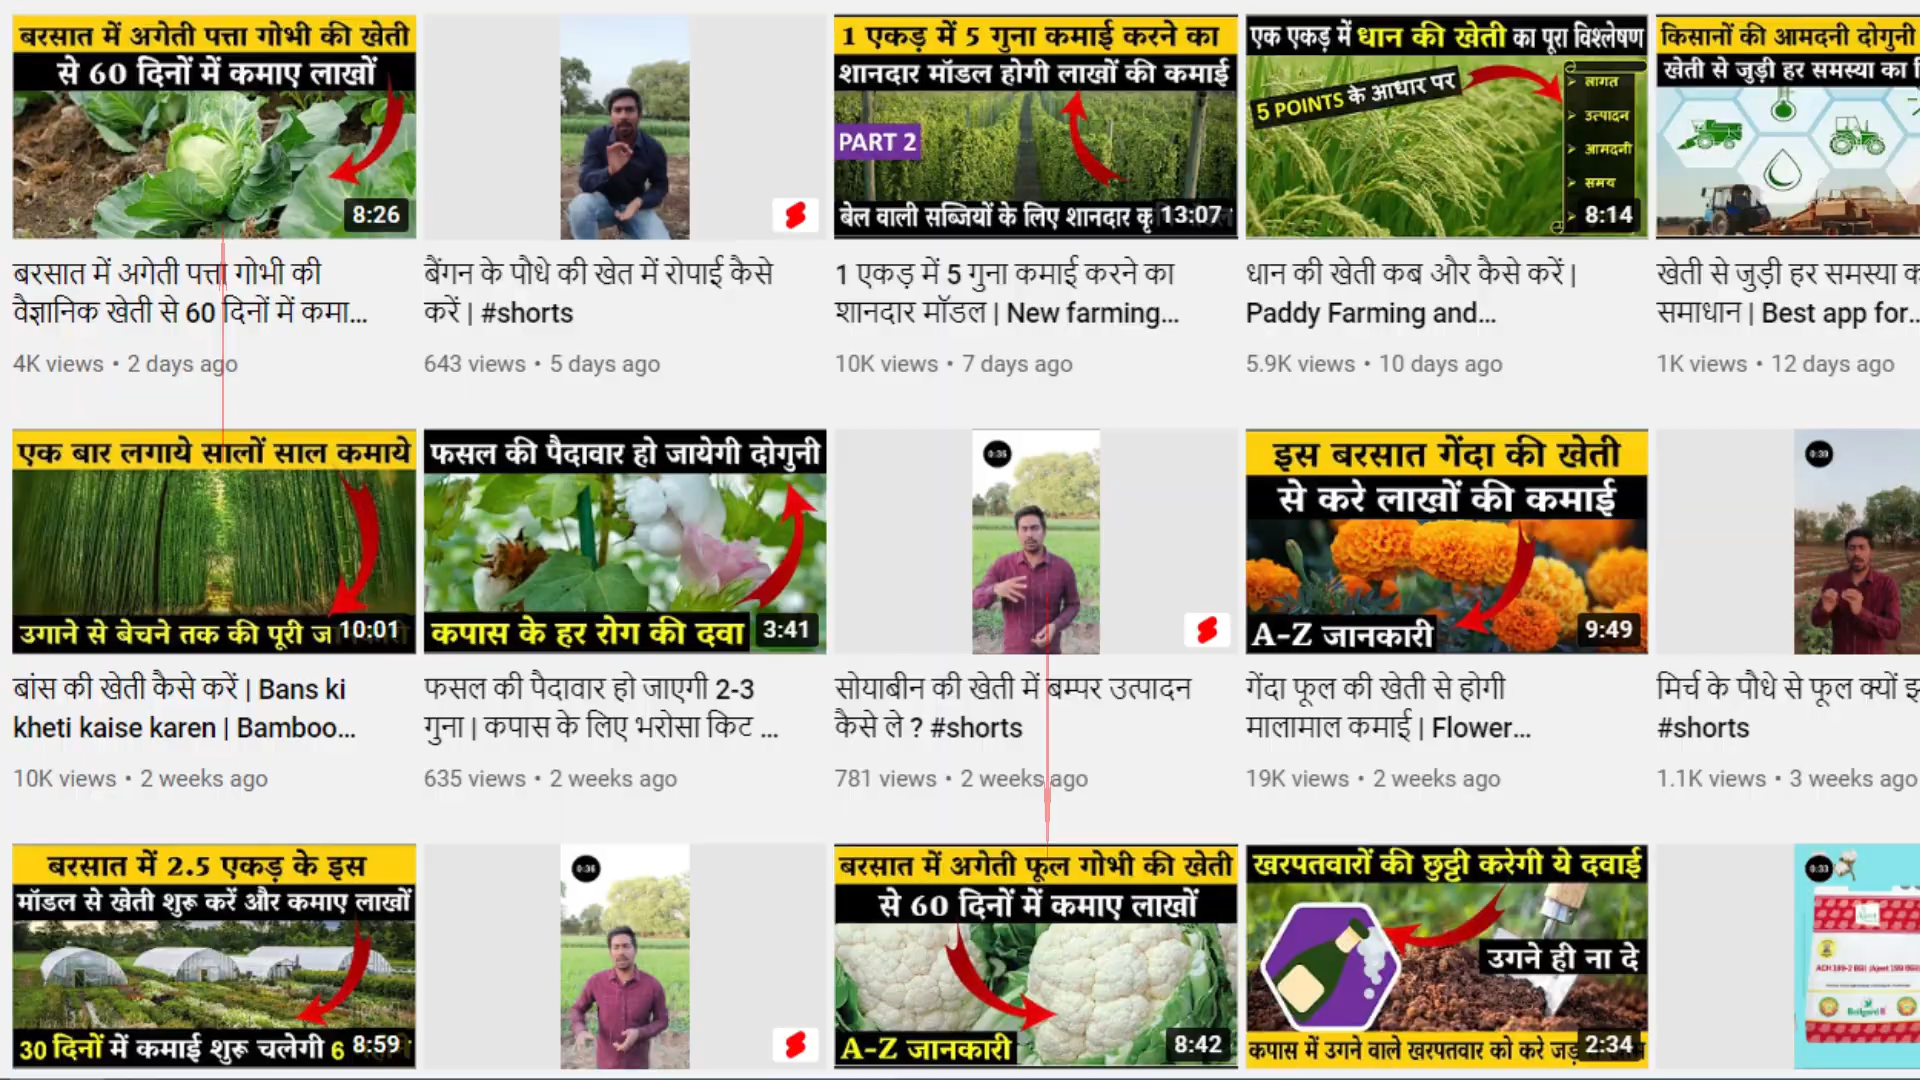 बरसात में अगेती पत्ता गोभी की खेती
से 60 दिनों में कमाए लाखों
8:26
बरसात में अगेती पत्ता गोभी की
वैज्ञानिक खेती से 60 दिनों में कमा...
4K views • 2 days ago
बैंगन के पौधे की खेत में रोपाई कैसे
करें | #shorts
643 views • 5 days ago
1 एकड़ में 5 गुना कमाई करने का
शानदार मॉडल होगी लाखों की कमाई
PART 2
बेल वाली सब्जियों के लिए शानदार
13:07
1 एकड़ में 5 गुना कमाई करने का
शानदार मॉडल | New farming...
10K views • 7 days ago
एक एकड़ में धान की खेती का पूरा विश्लेषण
5 POINTS के आधार पर
लागत
उत्पादन
आमदनी
समय
8:14
धान की खेती कब और कैसे करें |
Paddy Farming and...
5.9K views • 10 days ago
किसानों की आमदनी दोगुनी
खेती से जुड़ी हर समस्या का
खेती से जुड़ी हर समस्या
समाधान | Best app for...
1K views • 12 days ago
एक बार लगाये सालों साल कमाये
उगाने से बेचने तक की पूरी
10:01
बांस की खेती कैसे करें | Bans ki
kheti kaise karen | Bamboo...
10K views • 2 weeks ago
फसल की पैदावार हो जायेगी दोगुनी
कपास के हर रोग की दवा
3:41
फसल की पैदावार हो जाएगी 2-3
गुना | कपास के लिए भरोसा किट ...
635 views • 2 weeks ago
0:36
सोयाबीन की खेती में बम्पर उत्पादन
कैसे ले ? #shorts
781 views • 2 weeks ago
इस बरसात गेंदा की खेती
से करे लाखों की कमाई
A-Z जानकारी
9:49
गेंदा फूल की खेती से होगी
मालामाल कमाई | Flower...
19K views • 2 weeks ago
मिर्च के पौधे से फूल क्यों
#shorts
1.1K views • 3 weeks ago
बरसात में 2.5 एकड़ के इस
मॉडल से खेती शुरू करें और कमाए लाखों
30 दिनों में कमाई शुरू चलेगी 6
8:59
0:36
बरसात में अगेती फूल गोभी की खेती
से 60 दिनों में कमाए लाखों
A-Z जानकारी
8:42
खरपतवारों की छुट्टी करेगी ये दवाई
उगने ही ना दे
कपास में उगने वाले खरपतवार को करे
2:34
0:33